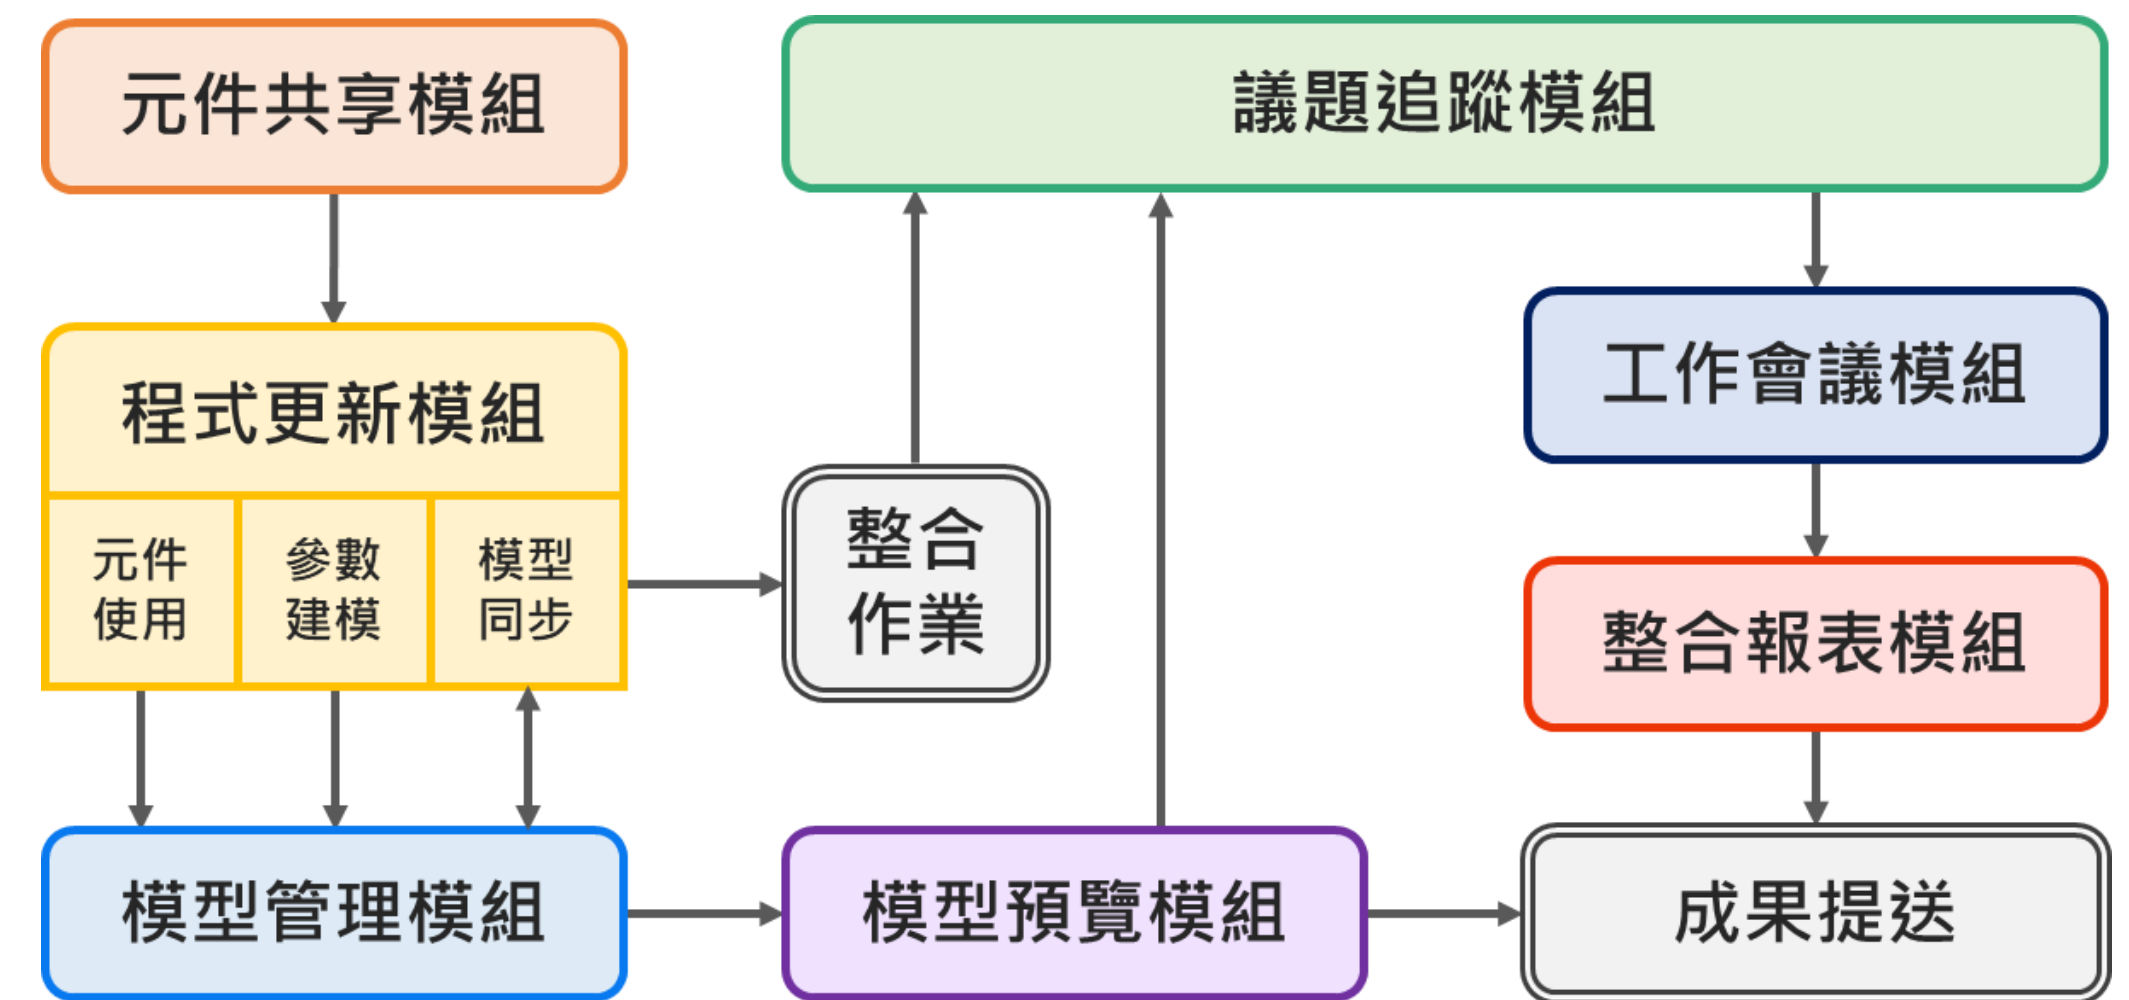 元件共享模組
議題追蹤模組
程式更新模組
元件
使用
參數
建模
模型
同步
整合
作業
工作會議模組
整合報表模組
模型管理模組
模型預覽模組
成果提送